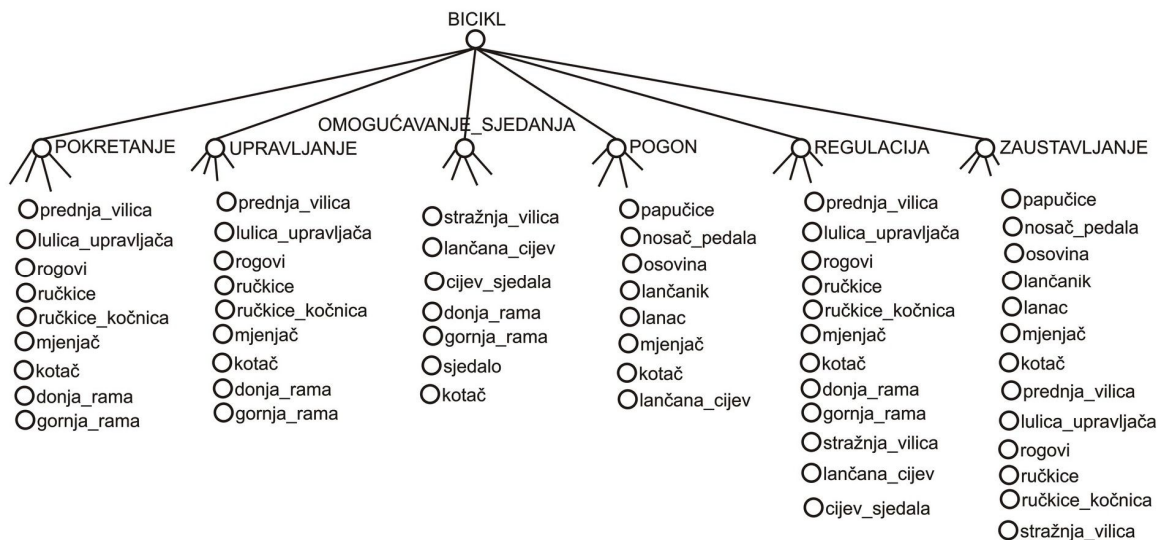 BICIKL
POKRETANJE
prednja_vilica
lulica_upravljača
rogovi
ručkice
ručkice_kočnica
mjenjač
kotač
donja_rama
gornja_rama
UPRAVLJANJE
prednja_vilica
lulica_upravljača
rogovi
ručkice
ručkice_kočnica
mjenjač
kotač
donja_rama
gornja_rama
OMOGUĆAVANJE_SJEDANJA
stražnja_vilica
lančana_cijev
cijev_sjedala
donja_rama
gornja_rama
sjedalo
kotač
POGON
papučice
nosač_pedala
osovina
lančanik
lanac
mjenjač
kotač
lančana_cijev
REGULACIJA
prednja_vilica
lulica_upravljača
rogovi
ručkice
ručkice_kočnica
mjenjač
kotač
donja_rama
gornja_rama
stražnja_vilica
lančana_cijev
cijev_sjedala
ZAUSTAVLJANJE
papučice
nosač_pedala
osovina
lančanik
lanac
mjenjač
kotač
prednja_vilica
lulica_upravljača
rogovi
ručkice
ručkice_kočnica
stražnja_vilica